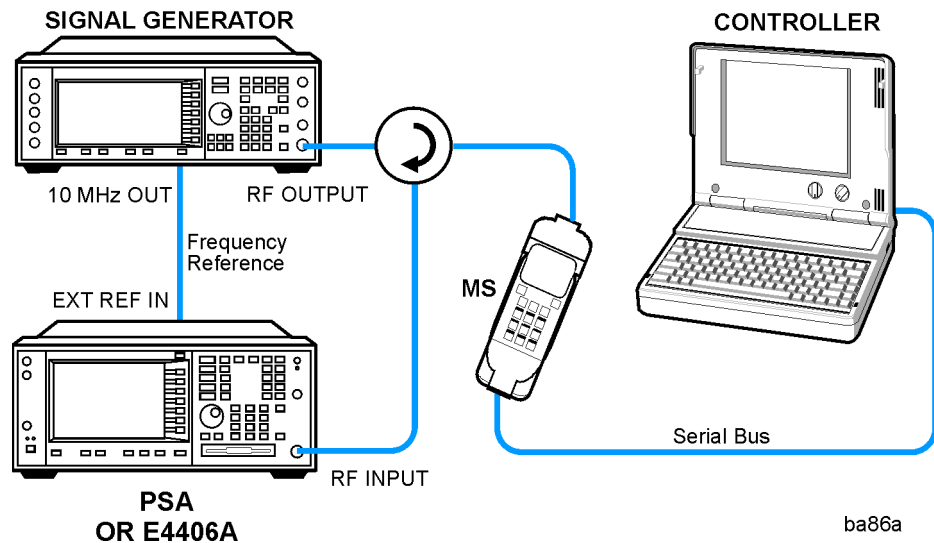 SIGNAL GENERATOR
CONTROLLER
10 MHz OUT
RF OUTPUT
Frequency
Reference
MS
EXT REF IN
Serial Bus
RF INPUT
PSA
OR E4406A
ba86a